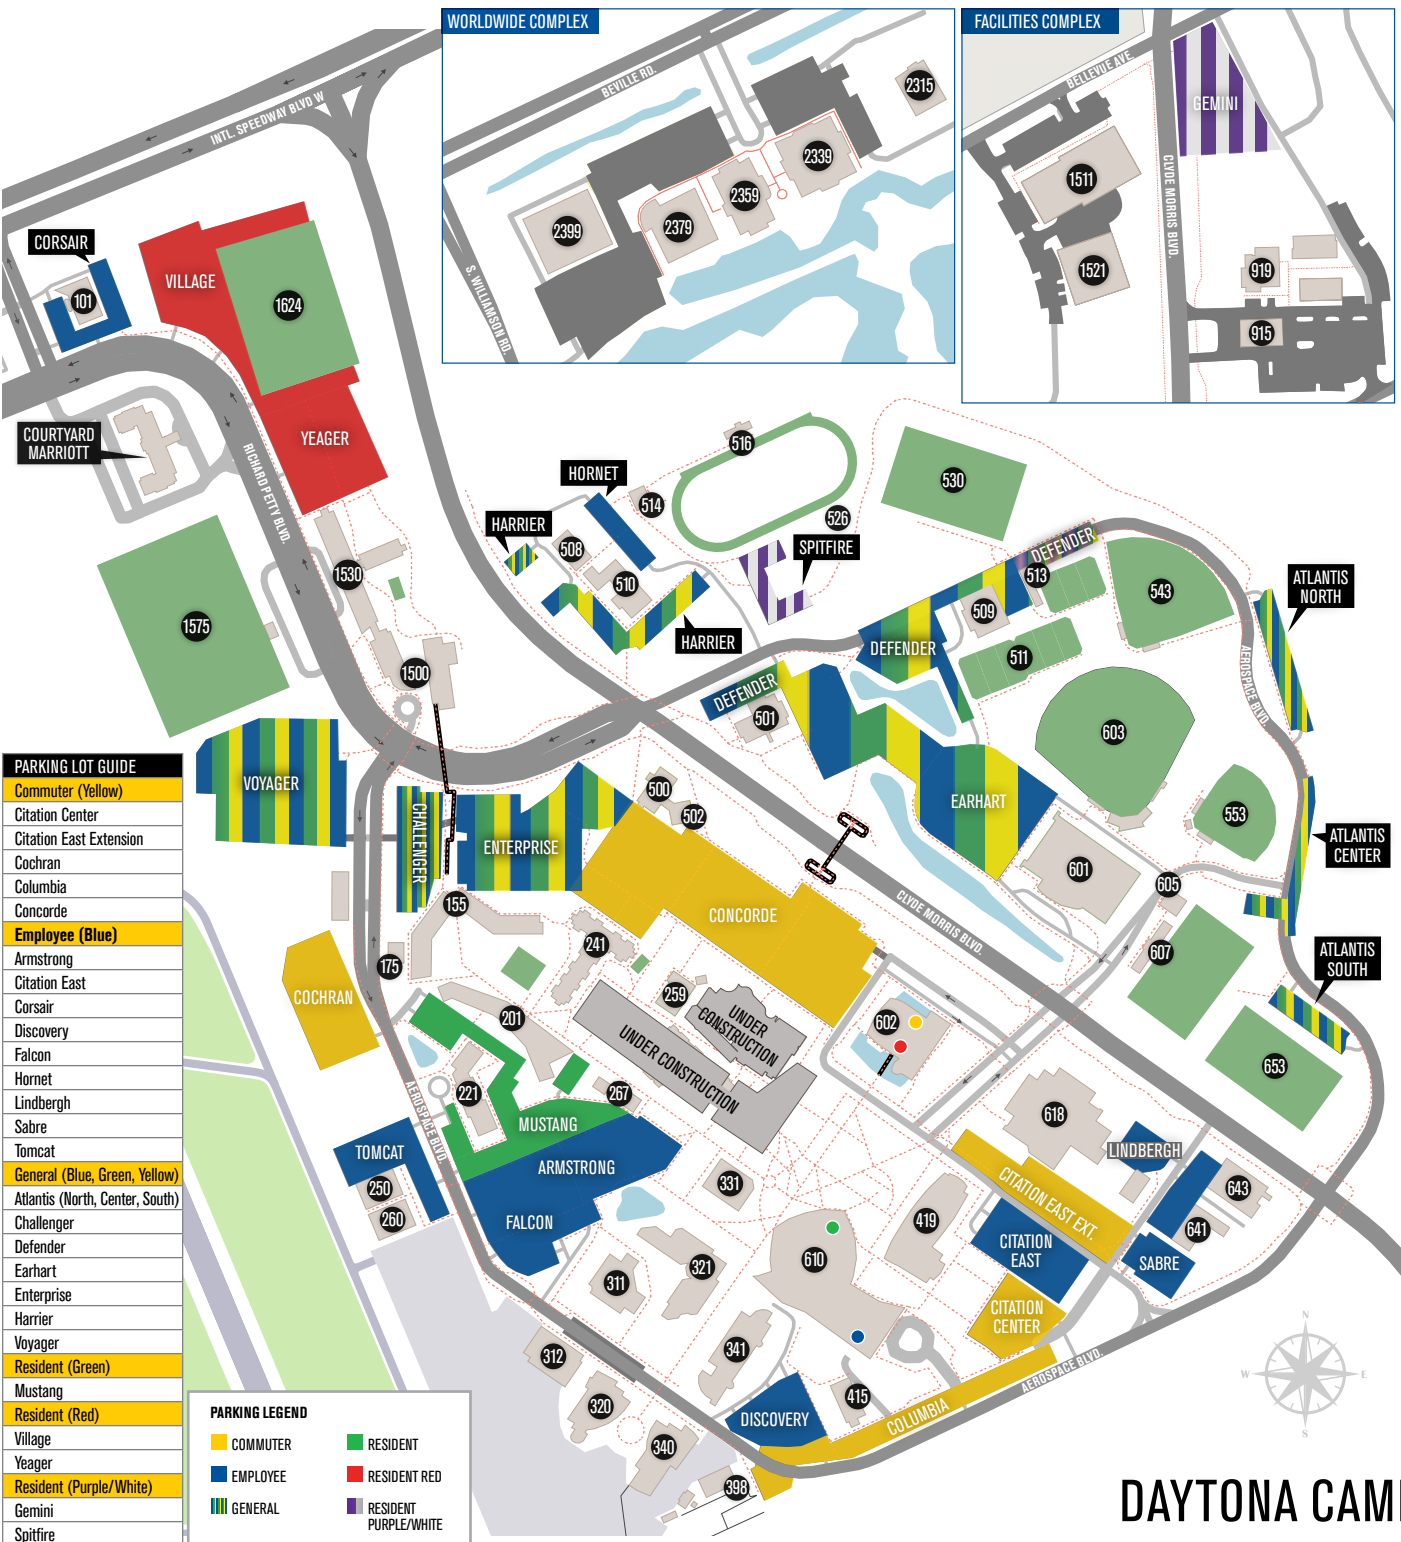 WORLDWIDE COMPLEX
BEVILLE RD.
S. WILLIAMSON RD.
2315
2339
2359
2379
2399
FACILITIES COMPLEX
BELLEVUE AVE.
CLYDE MORRIS BLVD.
GEMINI
1511
1521
919
915
INTL. SPEEDWAY BLVD W
CORSAIR
101
VILLAGE
1624
YEAGER
COURTYARD
MARRIOTT
RICHARD PETTY BLVD.
1530
1575
1500
HORNET
HARRIER
508
510
514
516
526
530
SPITFIRE
HARRIER
DEFENDER
513
509
511
543
DEFENDER
DEFENDER
501
ATLANTIS
NORTH
AEROSPACE BLVD.
603
553
EARHART
601
605
607
ATLANTIS
CENTER
ATLANTIS
SOUTH
653
VOYAGER
CHALLENGER
ENTERPRISE
500
502
CONCORDE
CLYDE MORRIS BLVD.
155
175
241
COCHRAN
201
259
UNDER
CONSTRUCTION
UNDER CONSTRUCTION
602
221
267
MUSTANG
AEROSPACE BLVD.
TOMCAT
250
260
ARMSTRONG
FALCON
331
311
321
341
610
419
618
LINDBERGH
CITATION EAST EXT.
CITATION
EAST
CITATION
CENTER
643
641
SABRE
312
320
340
398
DISCOVERY
415
COLUMBIA
AEROSPACE BLVD.
N
W
E
S
PARKING LOT GUIDE
Commuter (Yellow)
Citation Center
Citation East Extension
Cochran
Columbia
Concorde
Employee (Blue)
Armstrong
Citation East
Corsair
Discovery
Falcon
Hornet
Lindbergh
Sabre
Tomcat
General (Blue, Green, Yellow)
Atlantis (North, Center, South)
Challenger
Defender
Earhart
Enterprise
Harrier
Voyager
Resident (Green)
Mustang
Resident (Red)
Village
Yeager
Resident (Purple/White)
Gemini
Spitfire
PARKING LEGEND
COMMUTER
EMPLOYEE
GENERAL
RESIDENT
RESIDENT RED
RESIDENT
PURPLE/WHITE
DAYTONA CAM